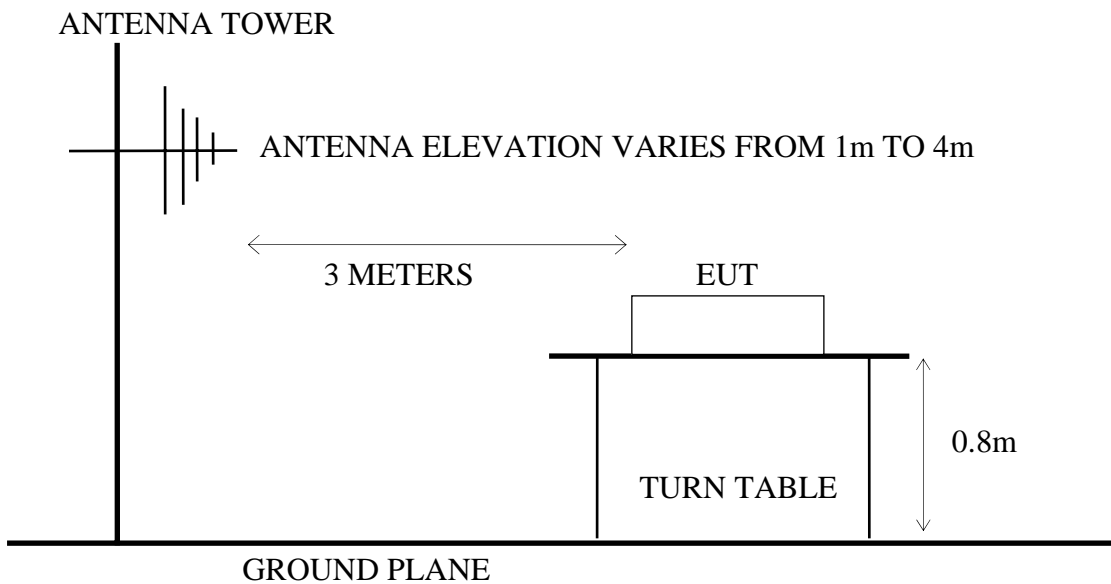 ANTENNA TOWER
ANTENNA ELEVATION VARIES FROM 1m TO 4m
3 METERS
EUT
0.8m
TURN TABLE
GROUND PLANE